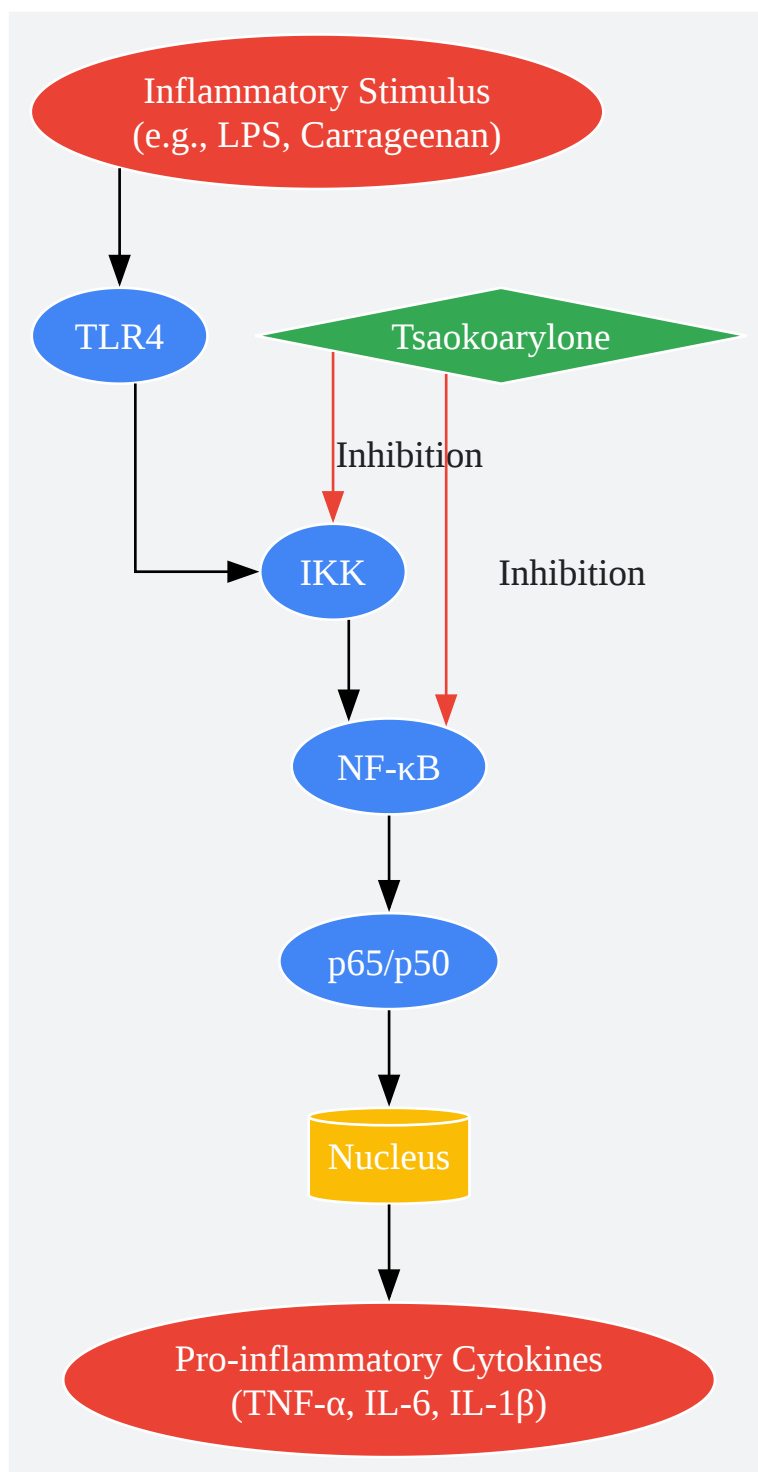 Inflammatory Stimulus
(e.g., LPS, Carrageenan)
TLR4
Tsaokoarylone
Inhibition
IKK
Inhibition
NF-κB
p65/p50
Nucleus
Pro-inflammatory Cytokines
(TNF-α, IL-6, IL-1β)